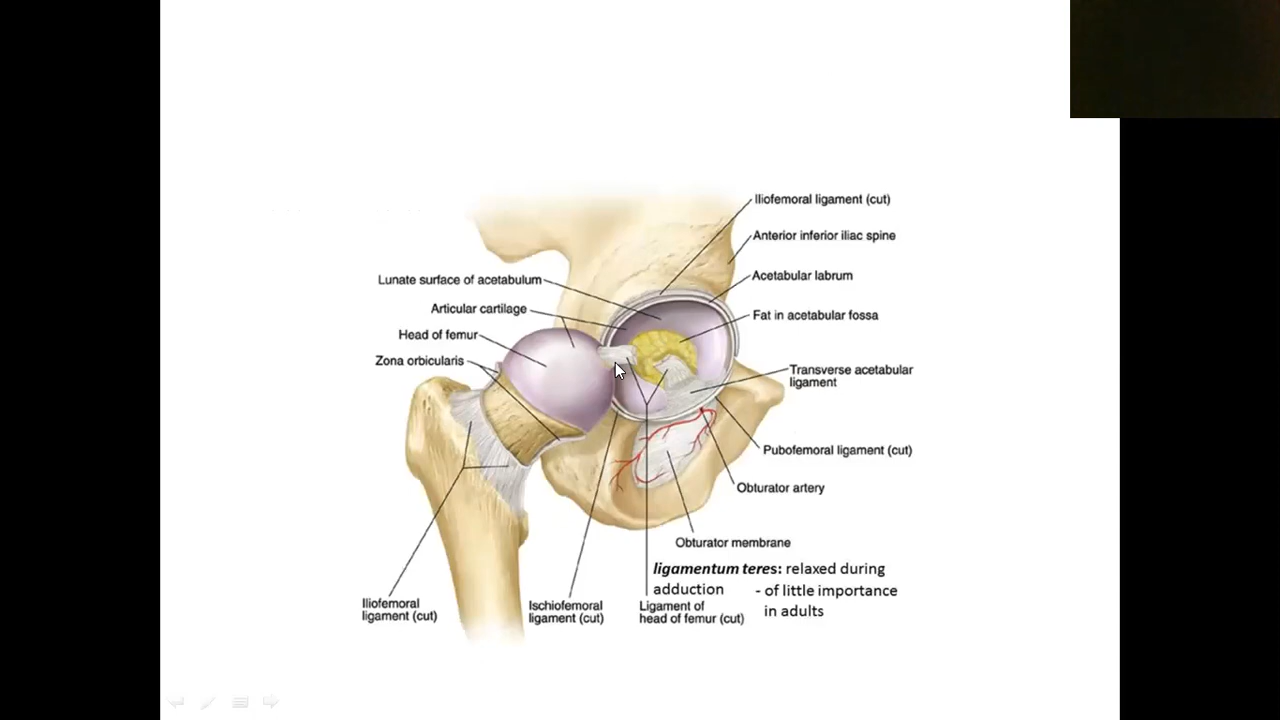 Iliofemoral ligament (cut)
Anterior inferior iliac spine
Lunate surface of acetabulum
Acetabular labrum
Articular cartilage
Fat in acetabular fossa
Head of femur
Zona orbicularis
Transverse acetabular
ligament
Pubofemoral ligament (cut)
Obturator artery
Obturator membrane
ligamentum teres: relaxed during
adduction - of little importance
in adults
Iliofemoral
ligament (cut)
Ischiofemoral
ligament (cut)
Ligament of
head of femur (cut)